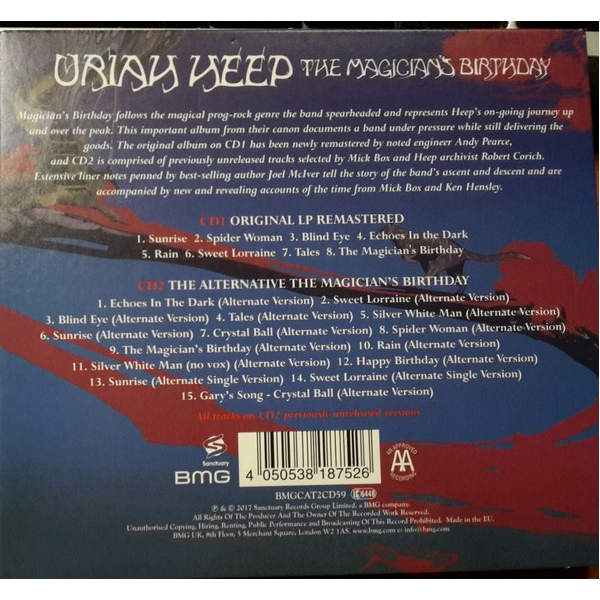 URIAH HEEP THE MAGICIAN'S BIRTHDAY
Magician's Birthday follows the magical prog-rock genre the band spearheaded and represents Heep's on-going journey up
and over the peak. This important album from their canon documents a band under pressure while still delivering the
goods. The original album on CD1 has been newly remastered by noted engineer Andy Pearce,
and CD2 is comprised of previously unreleased tracks selected by Mick Box and Heep archivist Robert Corich.
Extensive liner notes penned by best-selling author Joel McIver tell the story of the band's ascent and descent and are
accompanied by new and revealing accounts of the time from Mick Box and Ken Hensley.
CD1 ORIGINAL LP REMASTERED
1. Sunrise 2. Spider Woman 3. Blind Eye 4. Echoes In the Dark
5. Rain 6. Sweet Lorraine 7. Tales 8. The Magician's Birthday
CD2 THE ALTERNATIVE THE MAGICIAN'S BIRTHDAY
1. Echoes In The Dark (Alternate Version) 2. Sweet Lorraine (Alternate Version)
3. Blind Eye (Alternate Version) 4. Tales (Alternate Version) 5. Silver White Man (Alternate Version)
6. Sunrise (Alternate Version) 7. Crystal Ball (Alternate Version) 8. Spider Woman (Alternate Version)
9. The Magician's Birthday (Alternate Version) 10. Rain (Alternate Version)
11. Silver White Man (no vox) (Alternate Version) 12. Happy Birthday (Alternate Version)
13. Sunrise (Alternate Single Version) 14. Sweet Lorraine (Alternate Single Version)
15. Gary's Song - Crystal Ball (Alternate Version)
All tracks on CD2 previously unreleased versions
Sanctuary
BMG
4 050538 187526
AN APPROVED
AA
RECORDING
BMGCAT2CD59 LC 6448
℗ & © 2017 Sanctuary Records Group Limited, a BMG company.
All Rights Of The Producer And The Owner Of The Recorded Work Reserved.
Unauthorised Copying, Hiring, Renting, Public Performance and Broadcasting Of This Record Prohibited. Made in the EU.
BMG UK, 8th Floor, 5 Merchant Square, London W2 1AS. www.bmg.com e: info@bmg.com